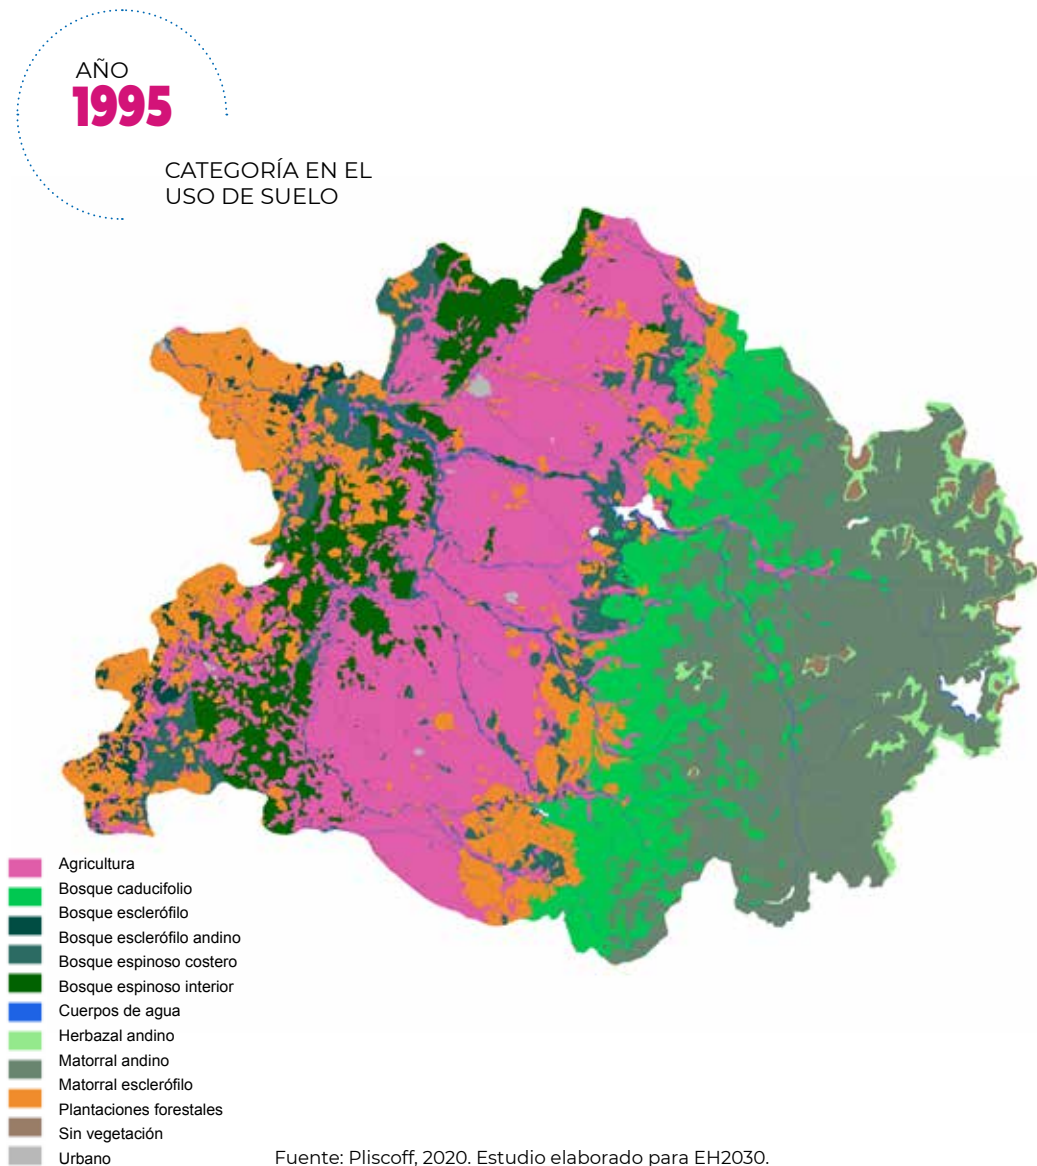 AÑO
1995
CATEGORÍA EN EL
USO DE SUELO
Agricultura
Bosque caducifolio
Bosque esclerófilo
Bosque esclerófilo andino
Bosque espinoso costero
Bosque espinoso interior
Cuerpos de agua
Herbazal andino
Matorral andino
Matorral esclerófilo
Plantaciones forestales
Sin vegetación
Urbano
Fuente: Pliscoff, 2020. Estudio elaborado para EH2030.